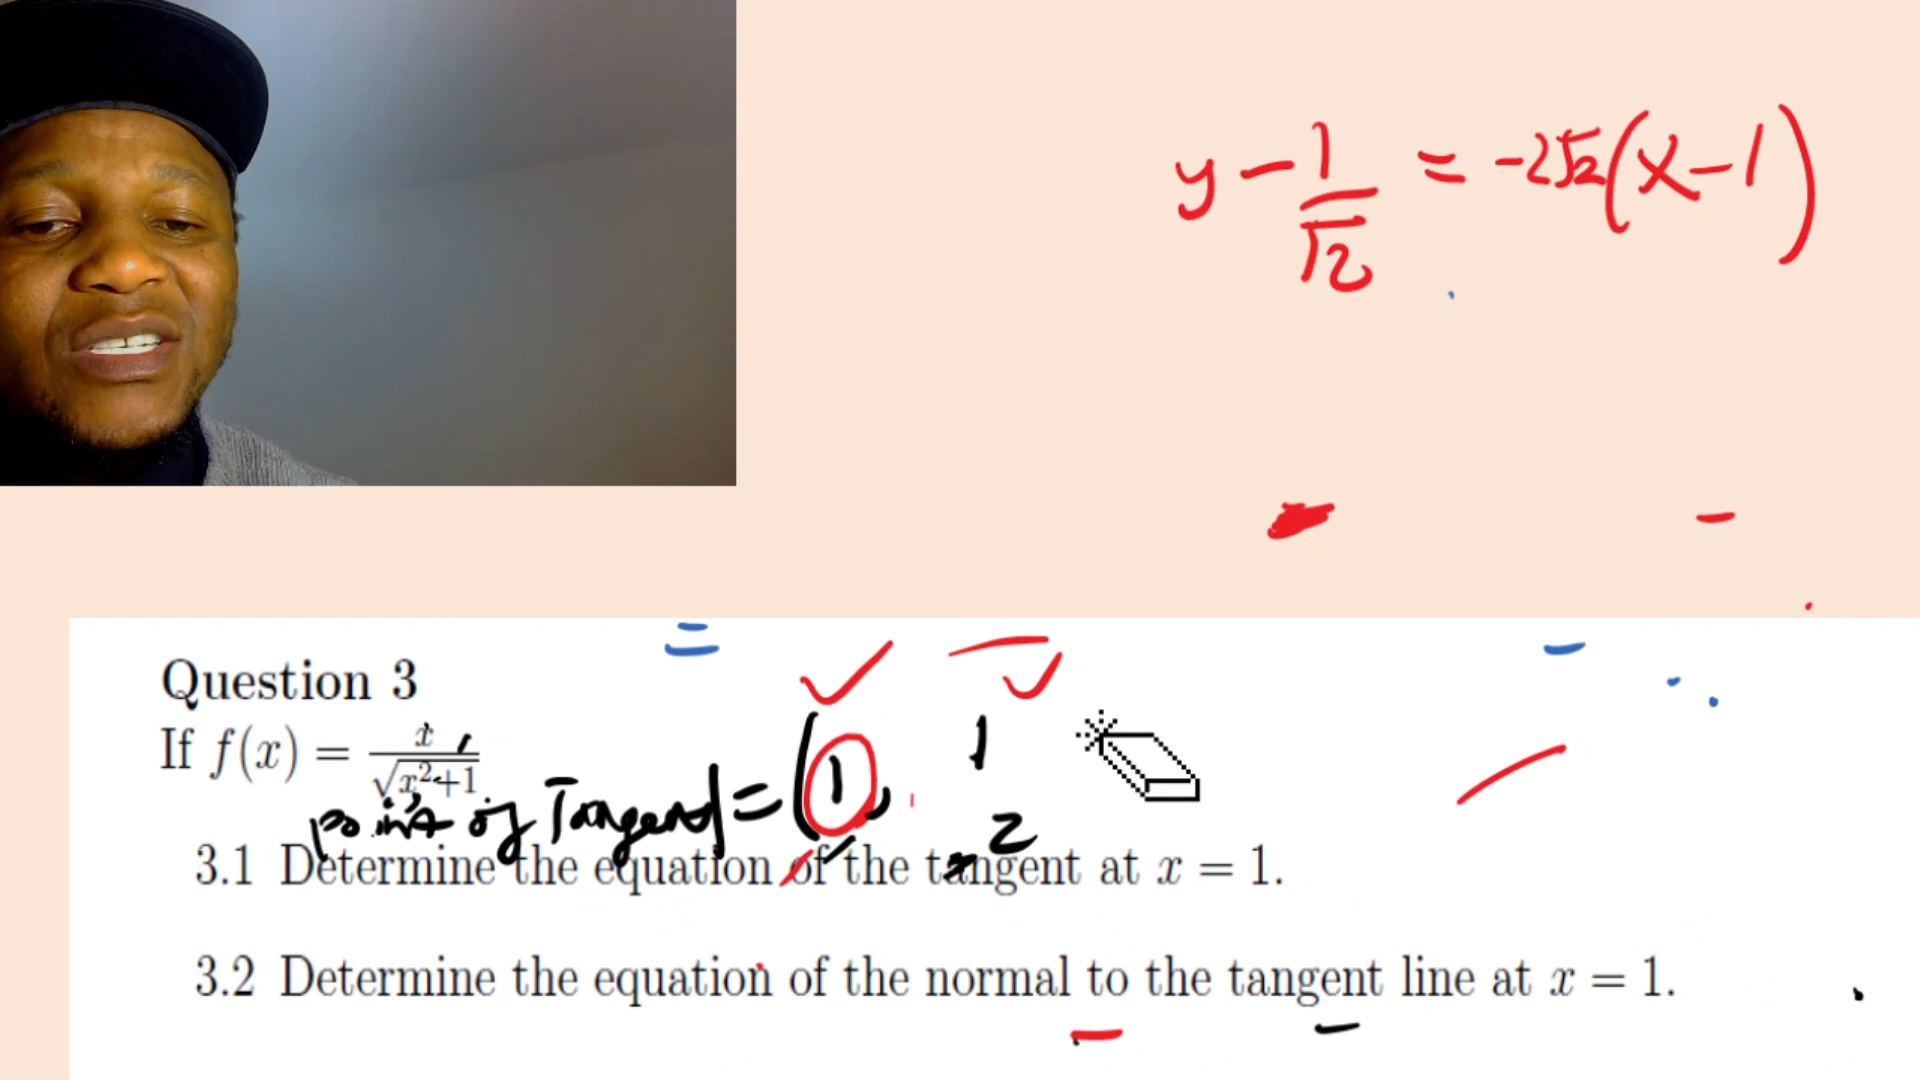 y - 1/√2 = -2√2(x-1)
Question 3
If f(x) = x/√x²+1
point of Tangent = (1, 1
2
3.1 Determine the equation of the tangent at x = 1.
3.2 Determine the equation of the normal to the tangent line at x = 1.